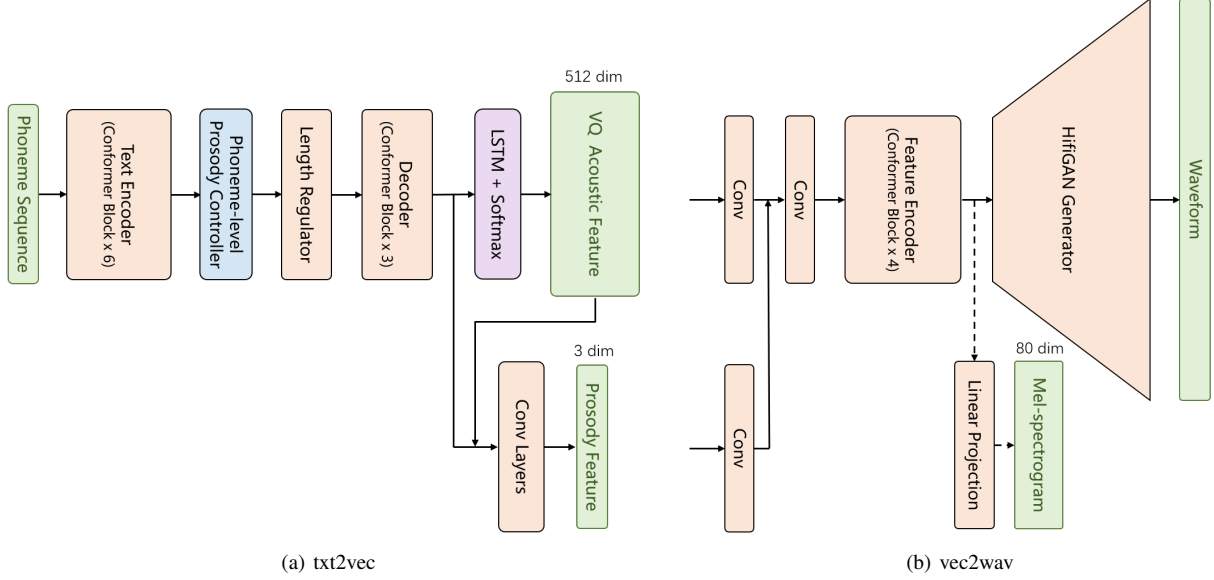 Phoneme Sequence
Text Encoder
(Conformer Block x 6)
Phoneme-level
Prosody Controller
Length Regulator
Decoder
(Conformer Block x 3)
LSTM + Softmax
512 dim
VQ Acoustic Feature
Conv Layers
3 dim
Prosody Feature
(a) txt2vec
Conv
Conv
Conv
Feature Encoder
(Conformer Block x 4)
HifiGAN Generator
Waveform
Linear Projection
80 dim
Mel-spectrogram
(b) vec2wav